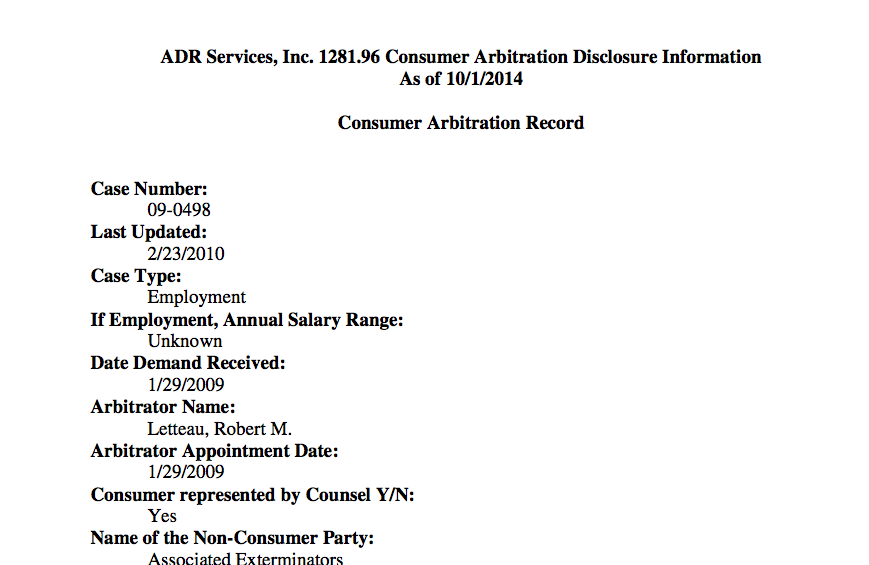 ADR Services, Inc. 1281.96 Consumer Arbitration Disclosure Information
As of 10/1/2014
Consumer Arbitration Record
Case Number:
09-0498
Last Updated:
2/23/2010
Case Type:
Employment
If Employment, Annual Salary Range:
Unknown
Date Demand Received:
1/29/2009
Arbitrator Name:
Letteau, Robert M.
Arbitrator Appointment Date:
1/29/2009
Consumer represented by Counsel Y/N:
Yes
Name of the Non-Consumer Party:
Associated Exterminators